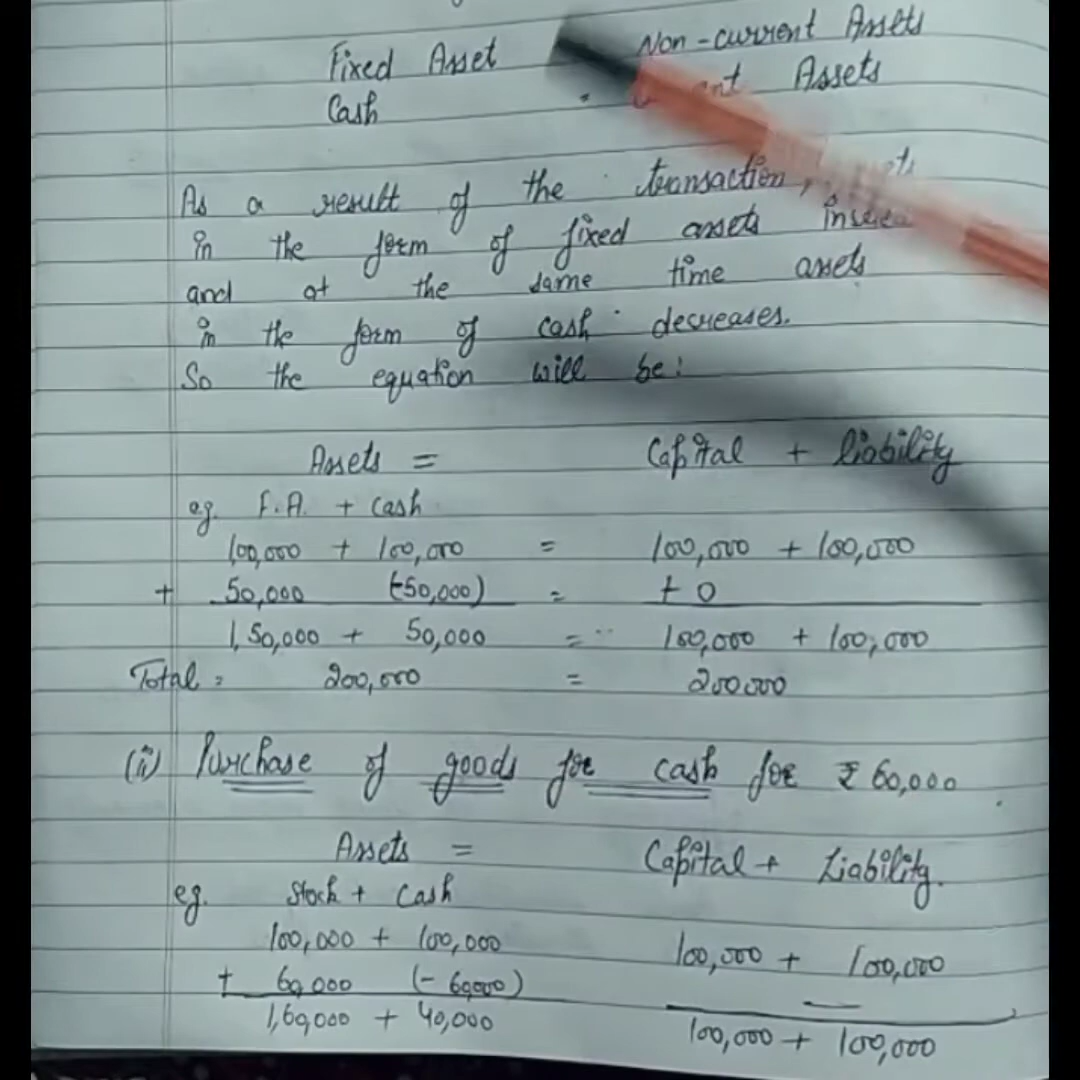 Fixed Asset Non-current Assets
Cash Assets
As a result of the transaction,
in the form of fixed assets
and at the same time assets
in the form of cash decreases.
So the equation will be:
Assets = Capital + liability
eg. F.A. + cash
100,000 + 100,000 = 100,000 + 100,000
+ 50,000 (-50,000) = + 0
1,50,000 + 50,000 = 100,000 + 100,000
Total = 200,000 = 200000
(ii) Purchase of goods for cash for ₹ 60,000
Assets = Capital + Liability.
eg. Stock + Cash
100,000 + 100,000 100,000 + 100,000
+ 60,000 (- 60,000) —
1,60,000 + 40,000 100,000 + 100,000